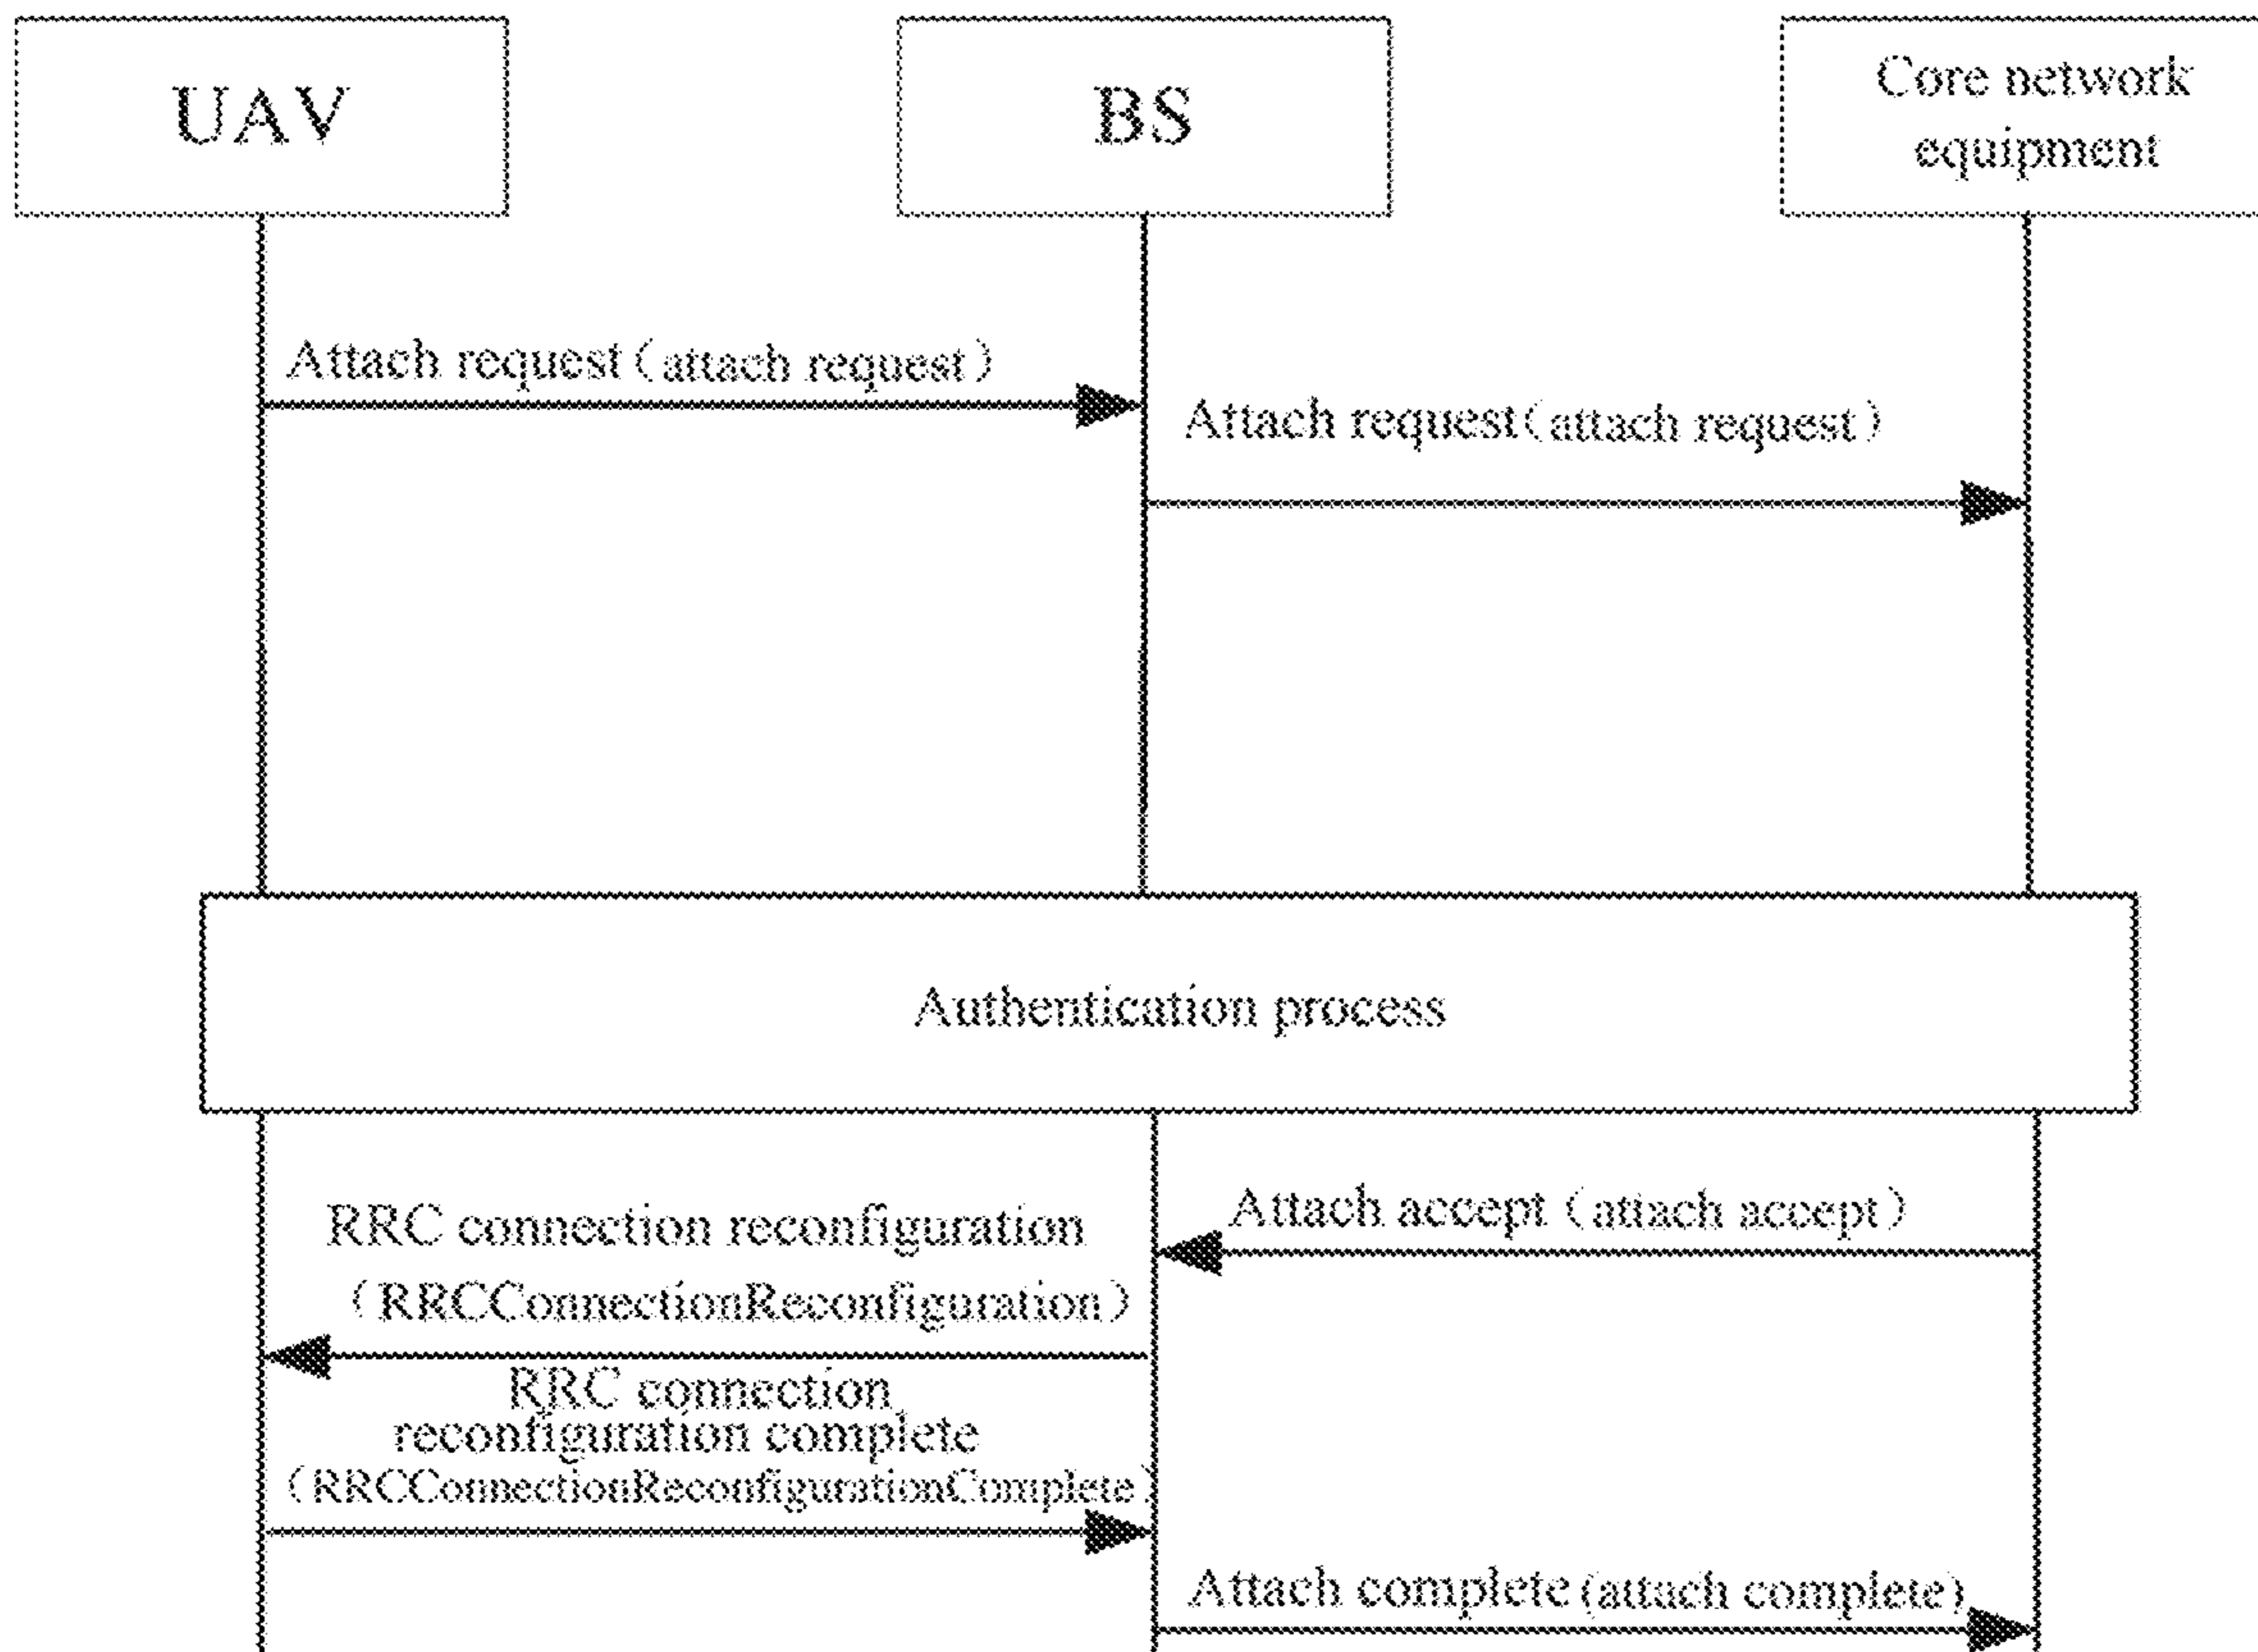 UAV
BS
Core network
equipment
Attach request（attach request）
Attach request（attach request）
Authentication process
Attach accept（attach accept）
RRC connection reconfiguration
（RRCConnectionReconfiguration）
RRC connection
reconfiguration complete
（RRCConnectionReconfigurationComplete）
Attach complete (attach complete)